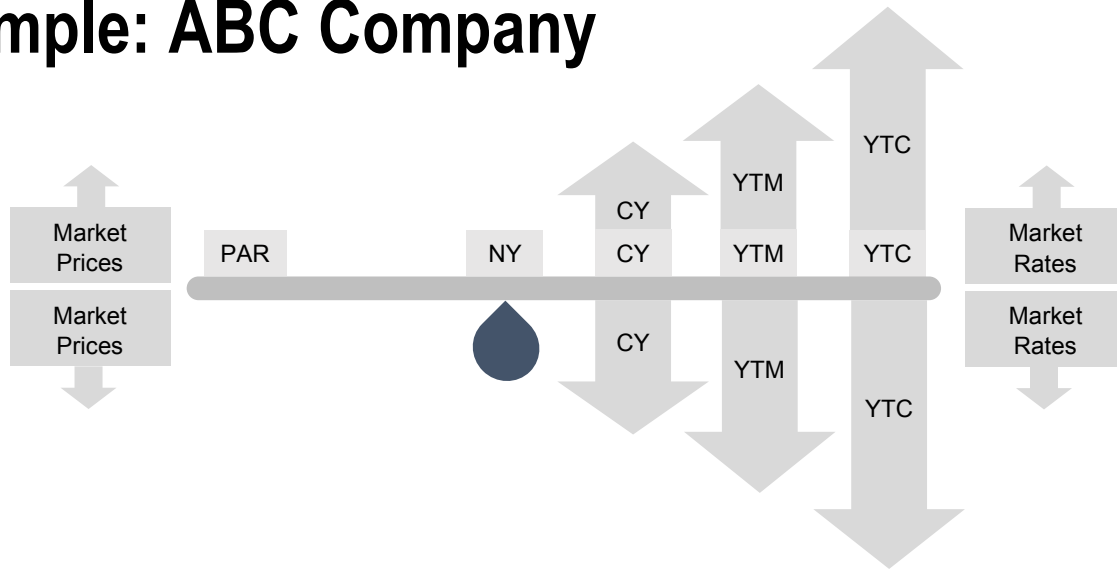 mple: ABC Company
YTC
YTM
CY
Market
Prices
PAR
NY
CY
YTM
YTC
Market
Rates
Market
Prices
CY
YTM
YTC
Market
Rates